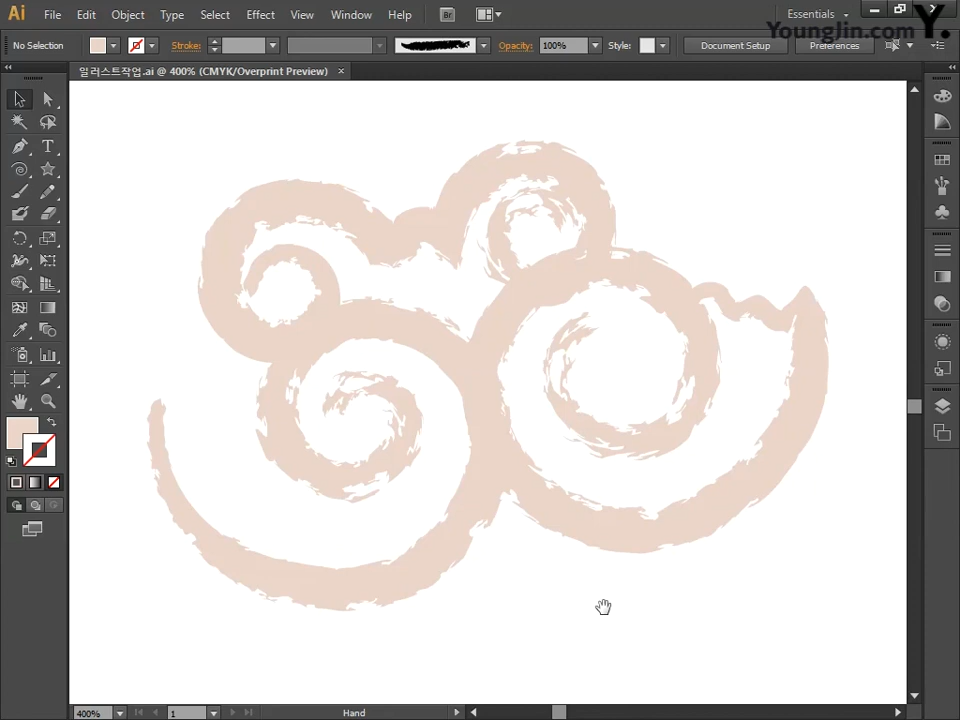 Ai File Edit Object Type Select Effect View Window Help Br Essentials
YoungJin.com Y.
No Selection Stroke: Opacity: 100% Style: Document Setup Preferences
일러스트작업.ai @ 400% (CMYK/Overprint Preview) ×
T
400% 1 Hand